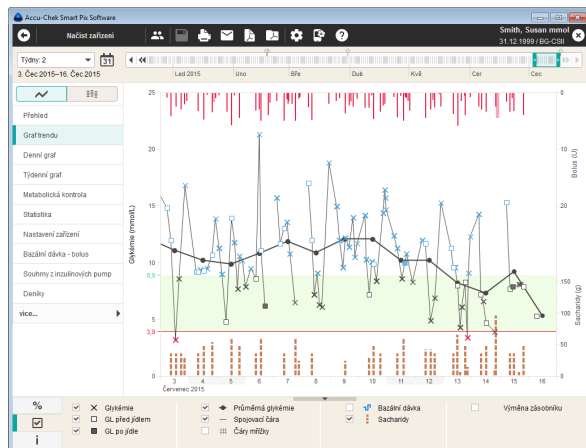 Accu-Chek Smart Pix Software
Načíst zařízení
Smith, Susan mmol
31.12.1999 / BG-CSII
Týdny: 2
31
3. Čec 2015–16. Čec 2015
Led 2015 Úno Bře Dub Kvě Čer Čec
Přehled
Graf trendu
Denní graf
Týdenní graf
Metabolická kontrola
Statistika
Nastavení zařízení
Bazální dávka - bolus
Souhrny z inzulínových pump
Deníky
více...
Glykémie (mmol/L)
25
20
15
10
8,9
5
3,9
0
Bolus (U)
0
20
Sacharidy (g)
150
100
50
0
3 4 5 6 7 8 9 10 11 12 13 14 15 16
Červenec 2015
%
i
Glykémie
GL před jídlem
GL po jídle
Průměrná glykémie
Spojovací čára
Čáry mřížky
Bazální dávka
Sacharidy
Výměna zásobníku